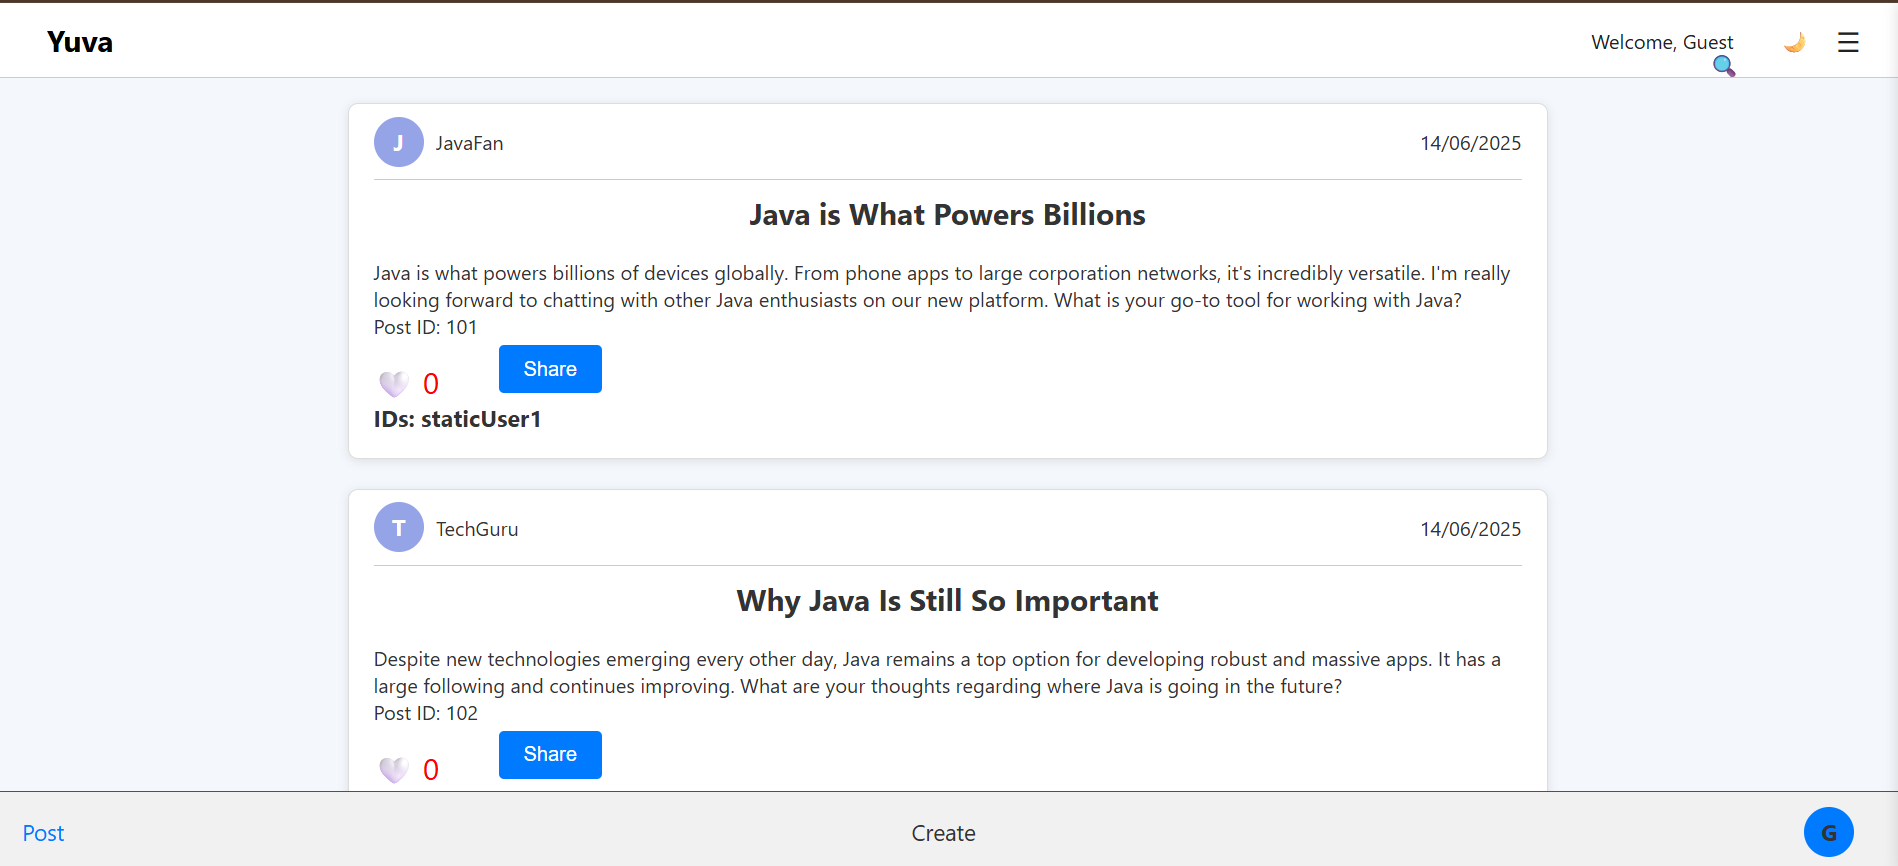 Yuva
Welcome, Guest
J JavaFan 14/06/2025
Java is What Powers Billions
Java is what powers billions of devices globally. From phone apps to large corporation networks, it's incredibly versatile. I'm really
looking forward to chatting with other Java enthusiasts on our new platform. What is your go-to tool for working with Java?
Post ID: 101
0 Share
IDs: staticUser1
T TechGuru 14/06/2025
Why Java Is Still So Important
Despite new technologies emerging every other day, Java remains a top option for developing robust and massive apps. It has a
large following and continues improving. What are your thoughts regarding where Java is going in the future?
Post ID: 102
0 Share
Post Create G